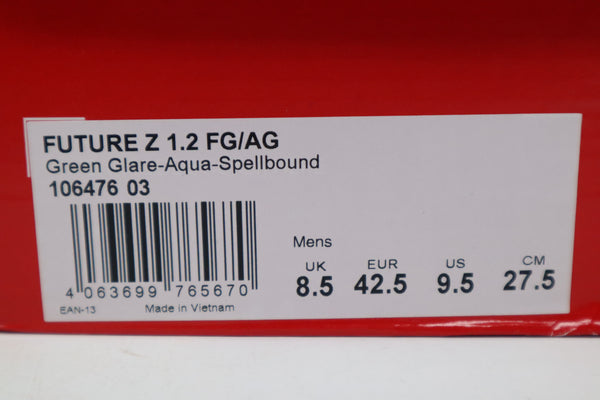 FUTURE Z 1.2 FG/AG
Green Glare-Aqua-Spellbound
106476 03
Mens
UK EUR US CM
8.5 42.5 9.5 27.5
4 063699 765670
EAN-13 Made in Vietnam